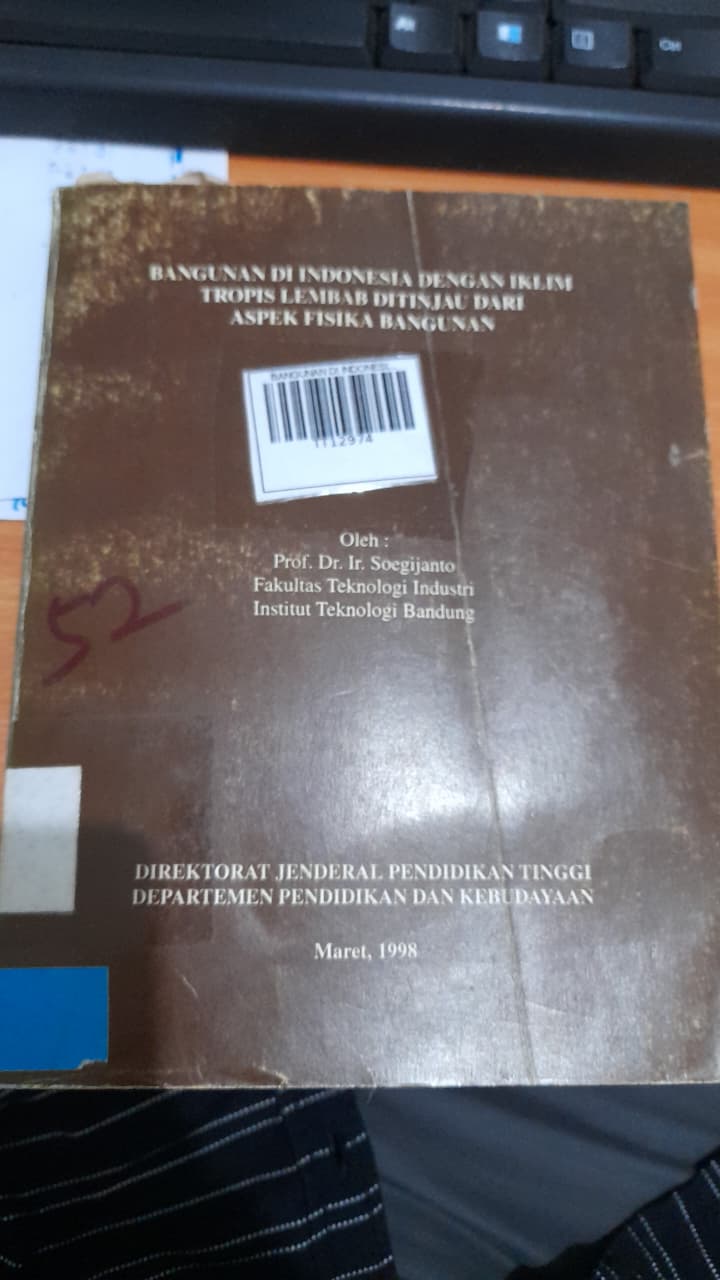 BANGUNAN DI INDONESIA DENGAN IKLIM
TROPIS LEMBAB DITINJAU DARI
ASPEK FISIKA BANGUNAN
BANGUNAN DI INDONESI
TT12974
Oleh :
Prof. Dr. Ir. Soegijanto
Fakultas Teknologi Industri
Institut Teknologi Bandung
52
DIREKTORAT JENDERAL PENDIDIKAN TINGGI
DEPARTEMEN PENDIDIKAN DAN KEBUDAYAAN
Maret, 1998